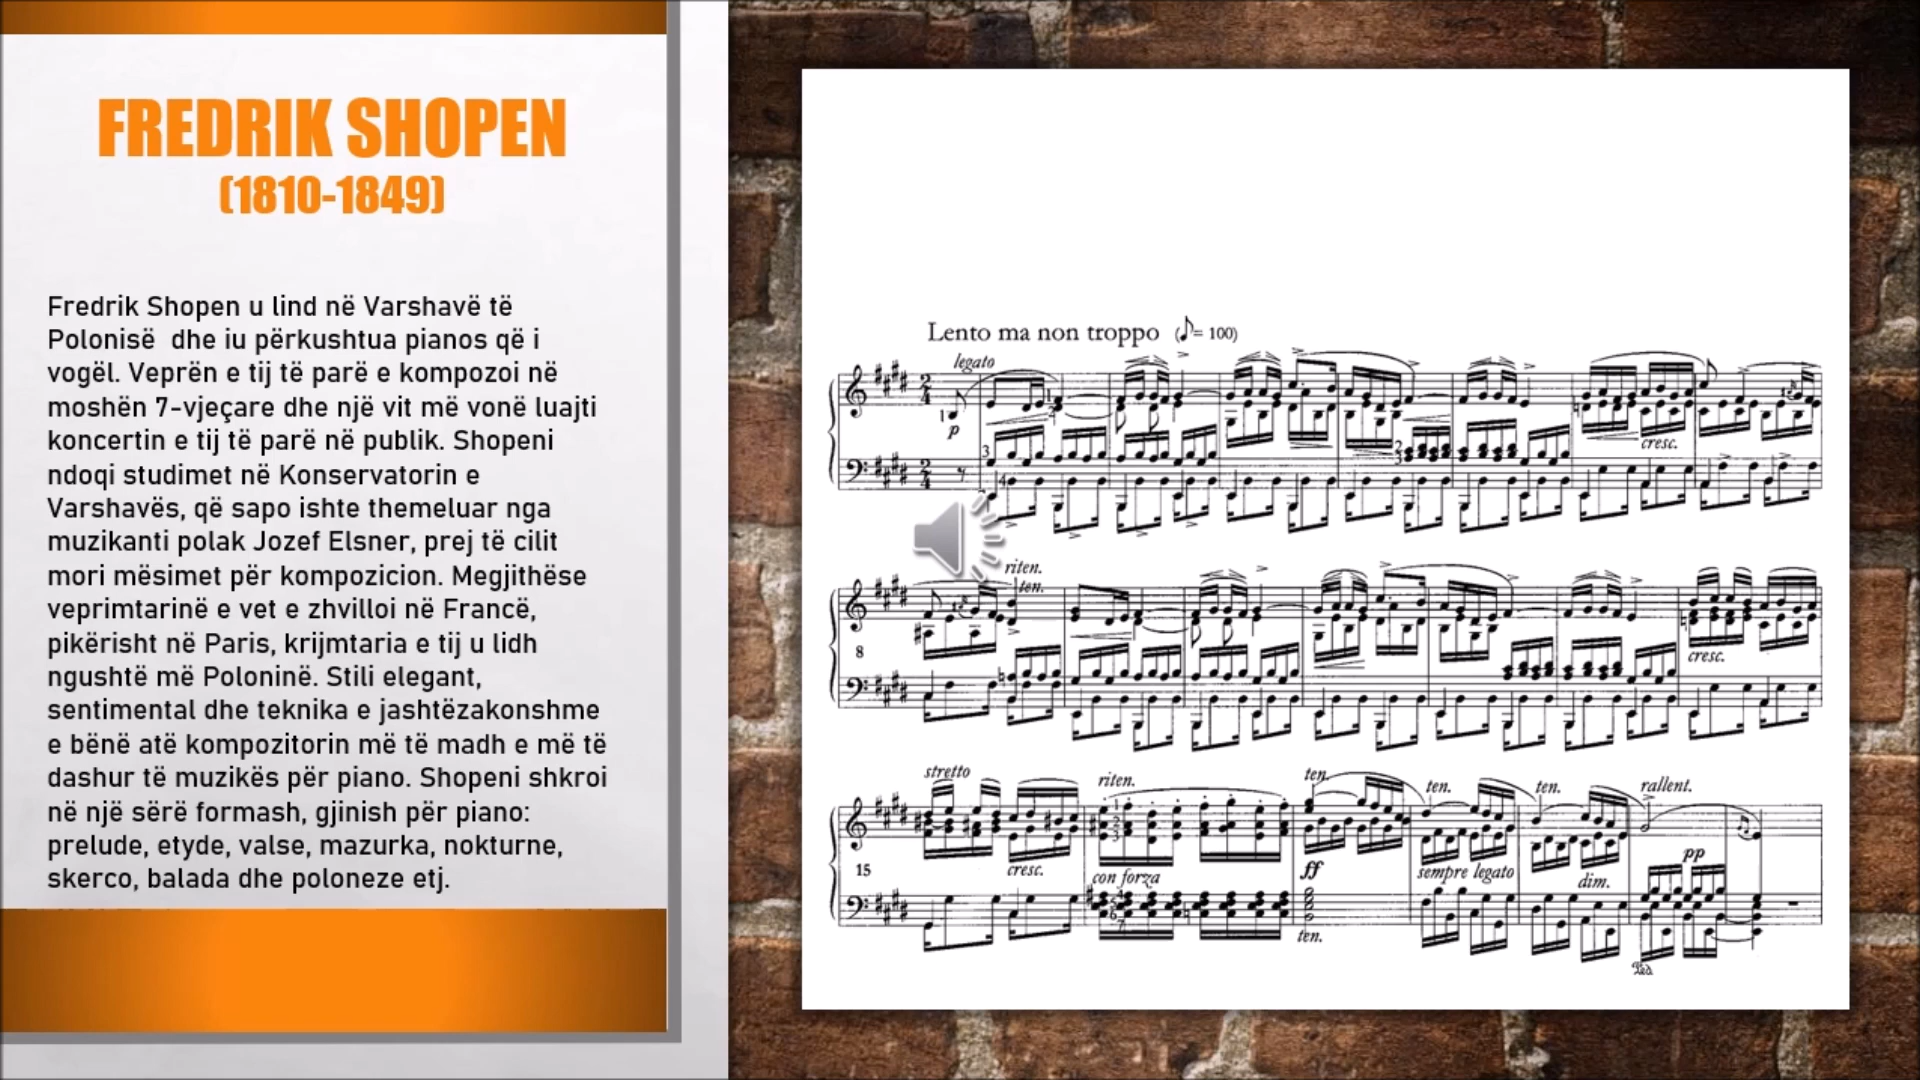 FREDRIK SHOPEN
(1810-1849)
Fredrik Shopen u lind në Varshavë të
Polonisë dhe iu përkushtua pianos që i
vogël. Veprën e tij të parë e kompozoi në
moshën 7-vjeçare dhe një vit më vonë luajti
koncertin e tij të parë në publik. Shopeni
ndoqi studimet në Konservatorin e
Varshavës, që sapo ishte themeluar nga
muzikanti polak Jozef Elsner, prej të cilit
mori mësimet për kompozicion. Megjithëse
veprimtarinë e vet e zhvilloi në Francë,
pikërisht në Paris, krijmtaria e tij u lidh
ngushtë më Poloninë. Stili elegant,
sentimental dhe teknika e jashtëzakonshme
e bënë atë kompozitorin më të madh e më të
dashur të muzikës për piano. Shopeni shkroi
në një sërë formash, gjinish për piano:
prelude, etyde, valse, mazurka, nokturne,
skerco, balada dhe poloneze etj.
Lento ma non troppo (♪= 100)
legato
p
cresc.
riten.
ten.
8
cresc.
stretto riten. ten. ten. ten. rallent.
pp
15 cresc. con forza ff sempre legato dim.
ten.